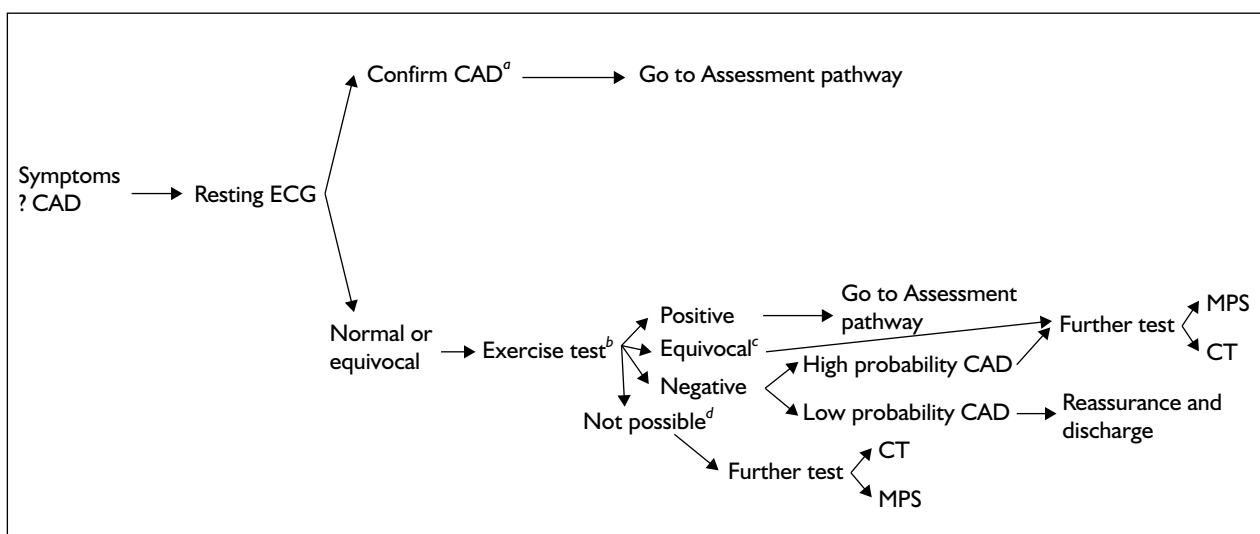 Confirm CADa
Go to Assessment pathway
Symptoms
? CAD
Resting ECG
Normal or
equivocal
Exercise testb
Positive
Go to Assessment
pathway
Equivocalc
Negative
High probability CAD
Further test
MPS
CT
Low probability CAD
Reassurance and
discharge
Not possibled
Further test
CT
MPS